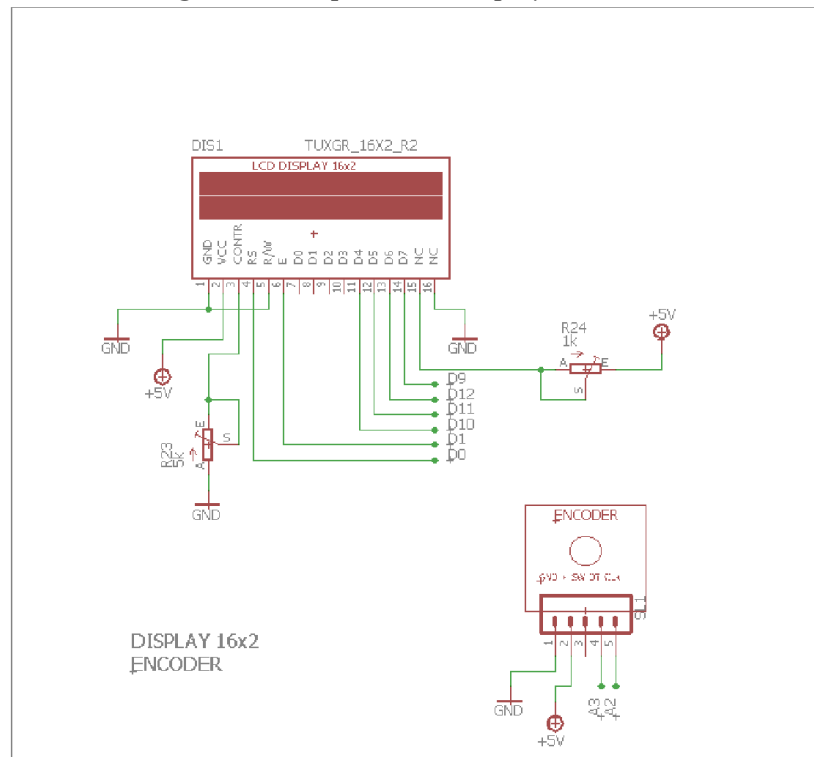 DIS1 TUXGR_16X2_R2
LCD DISPLAY 16x2
GND VCC CONTR RS R/W E D0 D1 D2 D3 D4 D5 D6 D7 NC NC
1 2 3 4 5 6 7 8 9 10 11 12 13 14 15 16
GND
+5V
GND
R24
1k
A E
S
+5V
D9
D12
D11
D10
D1
D0
R23
5k
E
S
A
GND
ENCODER
GND + SW DT CLK
SL1
1 2 3 4 5
GND
+5V
A3
A2
DISPLAY 16x2
ENCODER